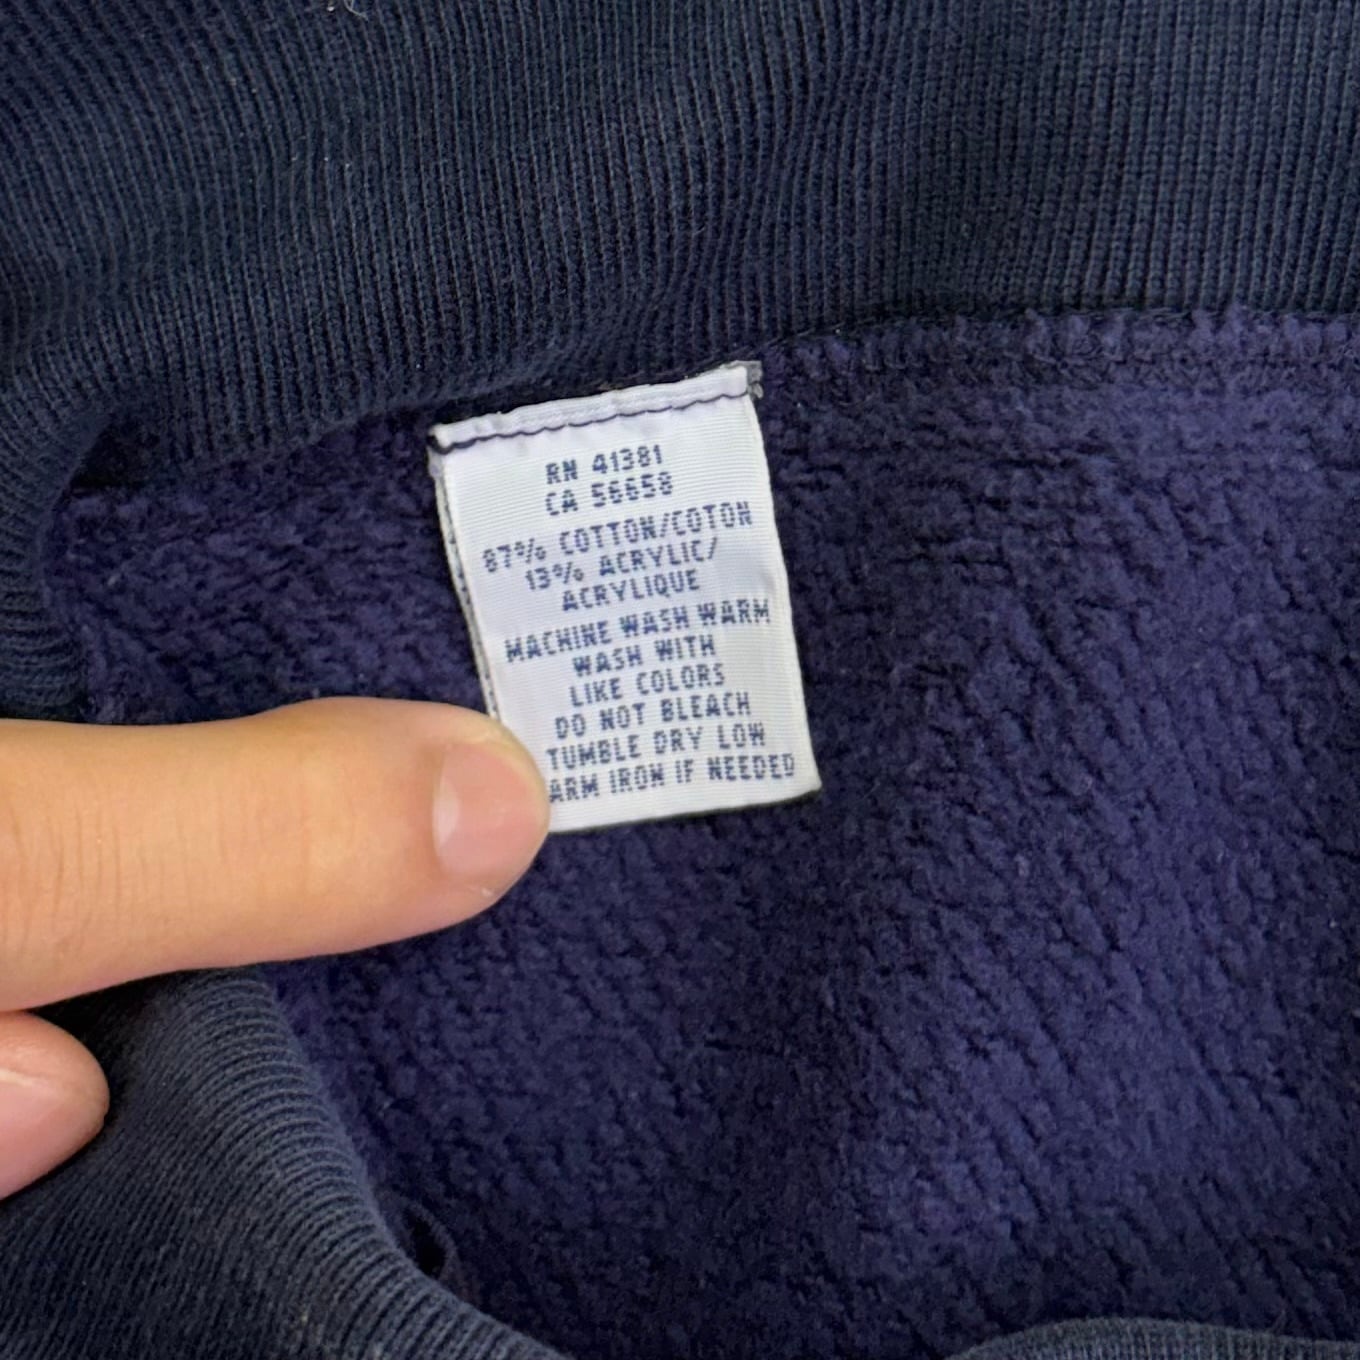 RN 41381
CA 56658
87% COTTON/COTON
13% ACRYLIC/
ACRYLIQUE
MACHINE WASH WARM
WASH WITH
LIKE COLORS
DO NOT BLEACH
TUMBLE DRY LOW
ARM IRON IF NEEDED